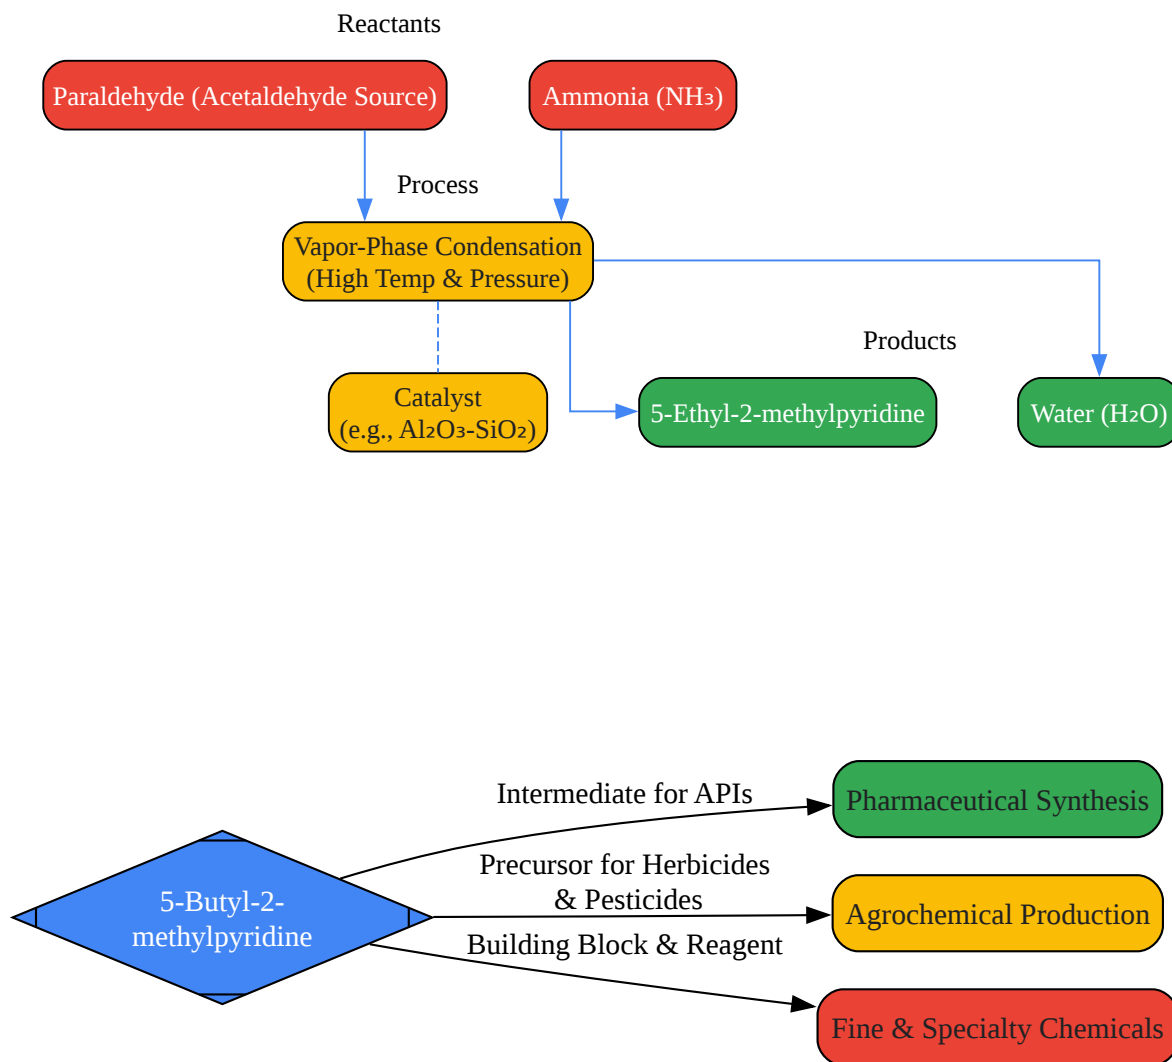 Reactants
Paraldehyde (Acetaldehyde Source)
Ammonia (NH₃)
Process
Vapor-Phase Condensation
(High Temp & Pressure)
Products
Catalyst
(e.g., Al₂O₃-SiO₂)
5-Ethyl-2-methylpyridine
Water (H₂O)
Intermediate for APIs
Pharmaceutical Synthesis
Precursor for Herbicides
& Pesticides
5-Butyl-2-
methylpyridine
Agrochemical Production
Building Block & Reagent
Fine & Specialty Chemicals